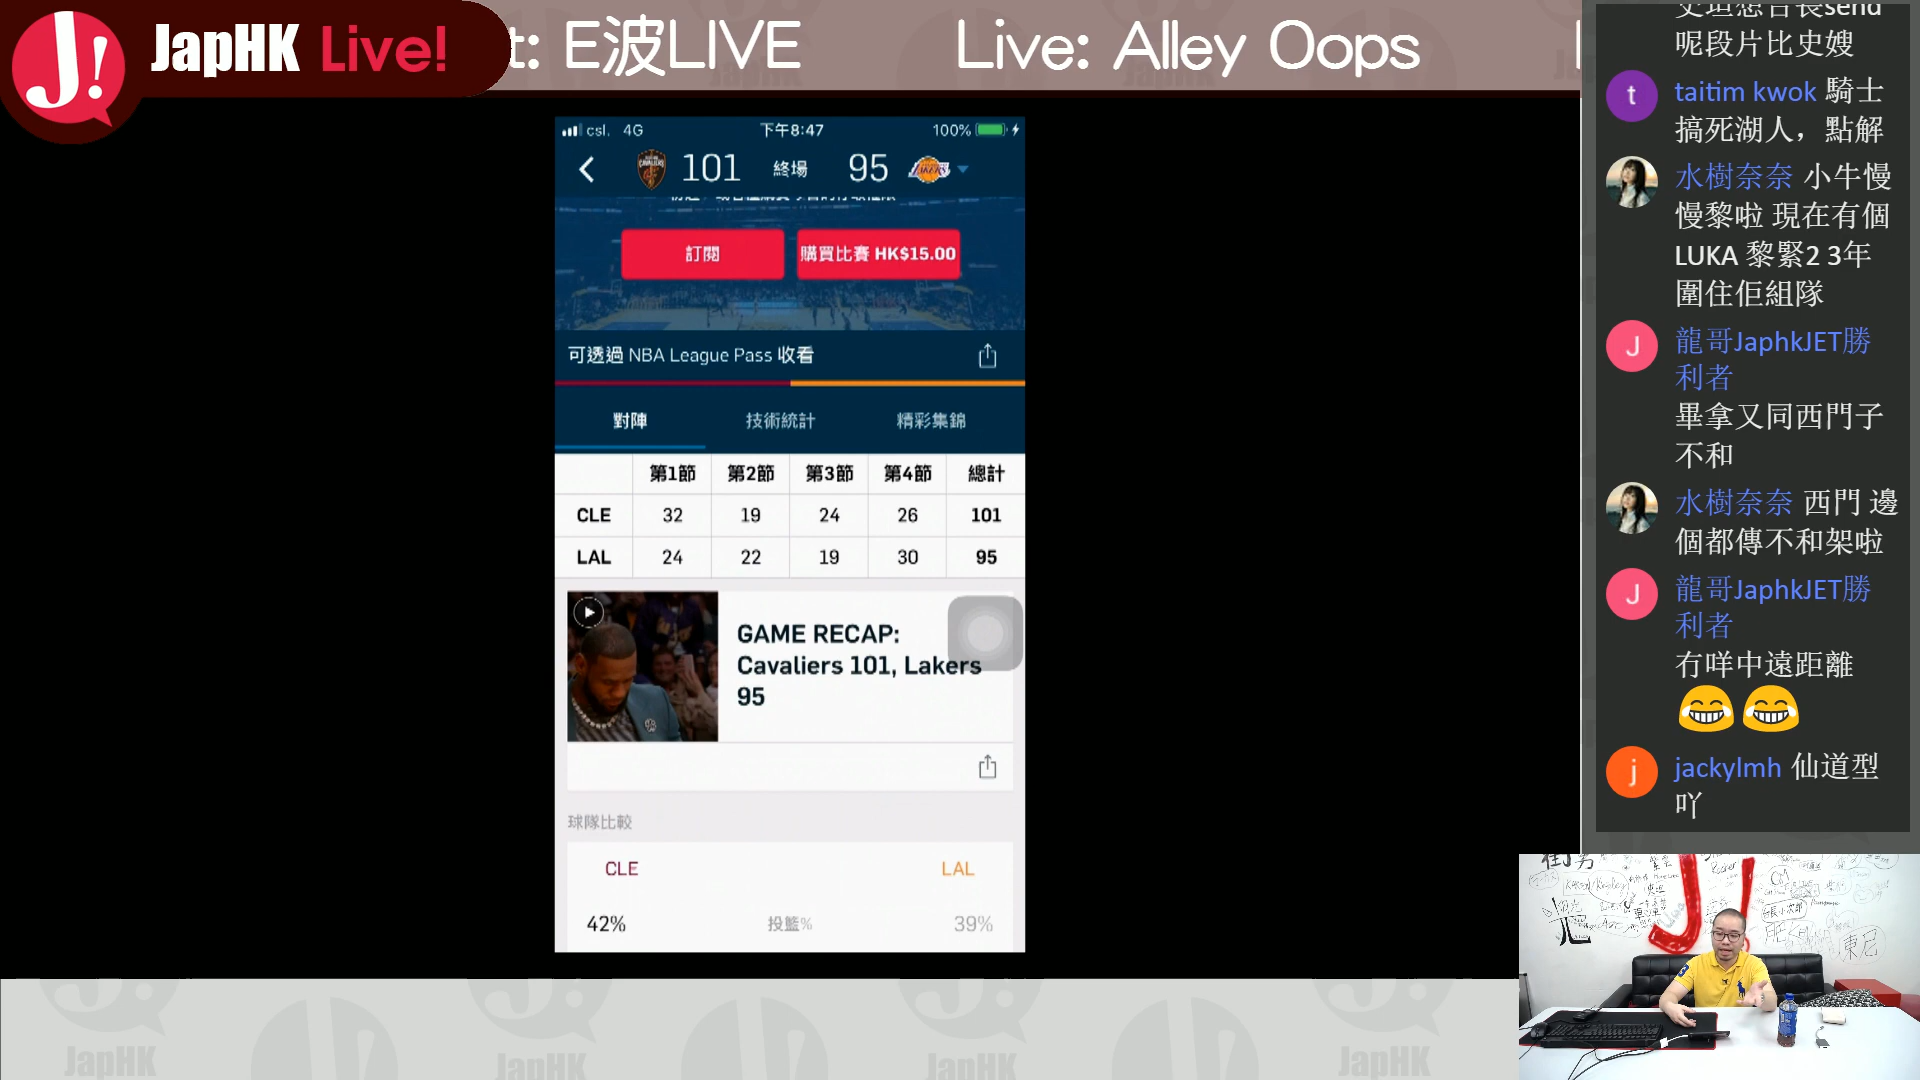 JapHK Live!
t: E波LIVE
Live: Alley Oops
csl. 4G
下午8:47
100%
101
終場
95
訂閱
購買比賽 HK$15.00
可透過 NBA League Pass 收看
對陣
技術統計
精彩集錦
第1節 第2節 第3節 第4節 總計
CLE 32 19 24 26 101
LAL 24 22 19 30 95
GAME RECAP:
Cavaliers 101, Lakers
95
球隊比較
CLE
LAL
42%
投籃%
39%
呢段片比史嫂
taitim kwok 騎士
搞死湖人，點解
水樹奈奈 小牛慢
慢黎啦 現在有個
LUKA 黎緊2 3年
圍住佢組隊
龍哥JaphkJET勝
利者
畢拿又同西門子
不和
水樹奈奈 西門 邊
個都傳不和架啦
龍哥JaphkJET勝
利者
冇咩中遠距離
jackylmh 仙道型
吖
JapHK
JapHK
JapHK
JapHK
東尼